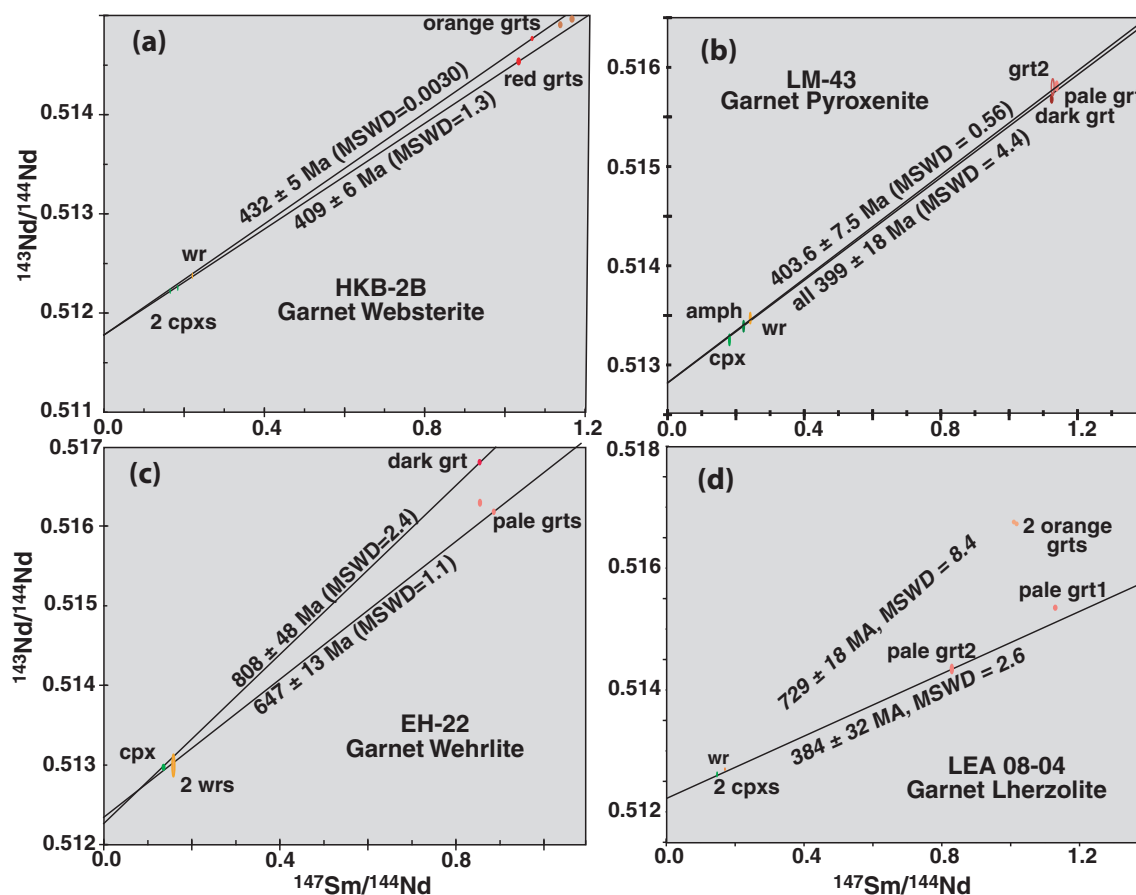 (a)
orange grts
red grts
432 ± 5 Ma (MSWD=0.0030)
409 ± 6 Ma (MSWD=1.3)
wr
2 cpxs
HKB-2B
Garnet Websterite
0.514
0.513
0.512
0.511
143Nd/144Nd
0.0
0.4
0.8
1.2
(b)
LM-43
Garnet Pyroxenite
grt2
pale grt
dark grt
403.6 ± 7.5 Ma (MSWD = 0.56)
all 399 ± 18 Ma (MSWD = 4.4)
amph
wr
cpx
0.516
0.515
0.514
0.513
0.0
0.4
0.8
1.2
(c)
dark grt
pale grts
808 ± 48 Ma (MSWD=2.4)
647 ± 13 Ma (MSWD=1.1)
cpx
2 wrs
EH-22
Garnet Wehrlite
0.517
0.516
0.515
0.514
0.513
0.512
143Nd/144Nd
0.0
0.4
0.8
147Sm/144Nd
(d)
2 orange
grts
pale grt1
729 ± 18 MA, MSWD = 8.4
pale grt2
384 ± 32 MA, MSWD = 2.6
wr
2 cpxs
LEA 08-04
Garnet Lherzolite
0.518
0.516
0.514
0.512
0.0
0.4
0.8
1.2
147Sm/144Nd